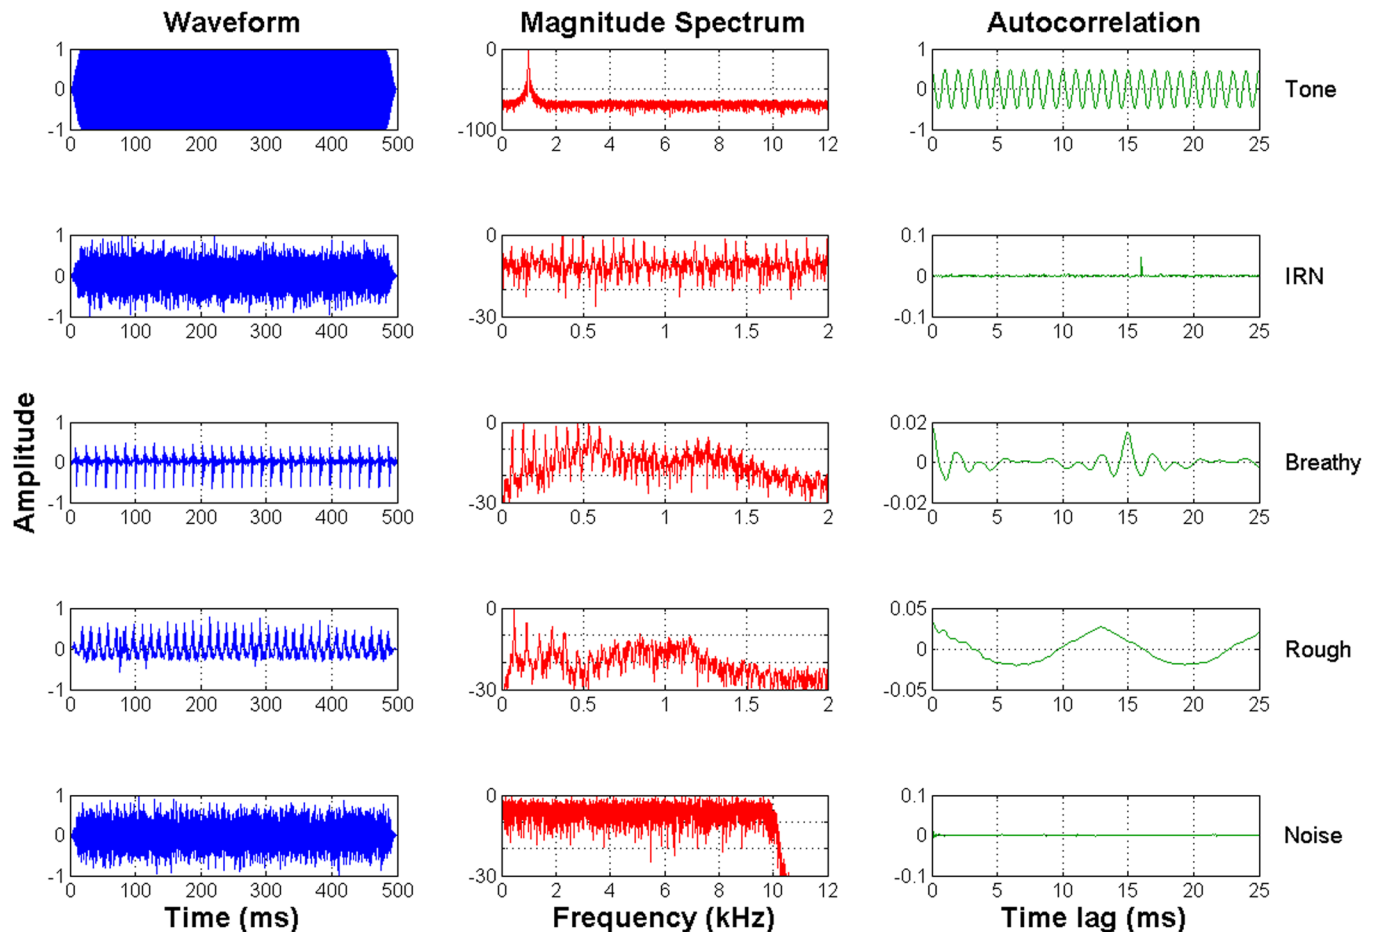 Waveform Magnitude Spectrum Autocorrelation
1 0 1
0 -50 0 Tone
-1 -100 -1
0 100 200 300 400 500 0 2 4 6 8 10 12 0 5 10 15 20 25
1 0 0.1
0 0 IRN
-1 -30 -0.1
0 100 200 300 400 500 0 0.5 1 1.5 2 0 5 10 15 20 25
Amplitude
1 0 0.02
0 0 Breathy
-1 -30 -0.02
0 100 200 300 400 500 0 0.5 1 1.5 2 0 5 10 15 20 25
1 0 0.05
0 0 Rough
-1 -30 -0.05
0 100 200 300 400 500 0 0.5 1 1.5 2 0 5 10 15 20 25
1 0 0.1
0 0 Noise
-1 -30 -0.1
0 100 200 300 400 500 0 2 4 6 8 10 12 0 5 10 15 20 25
Time (ms) Frequency (kHz) Time lag (ms)